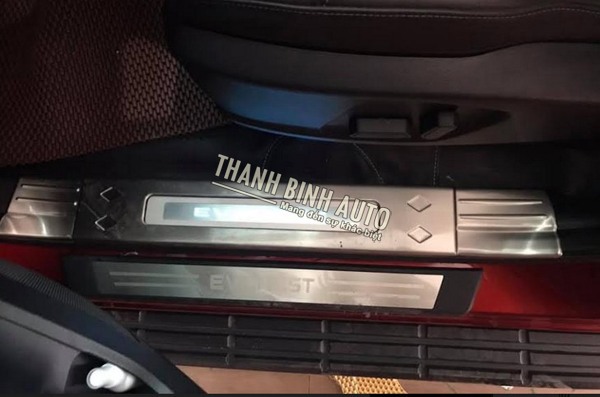 THANH BINH AUTO
Mang đến sự khác biệt